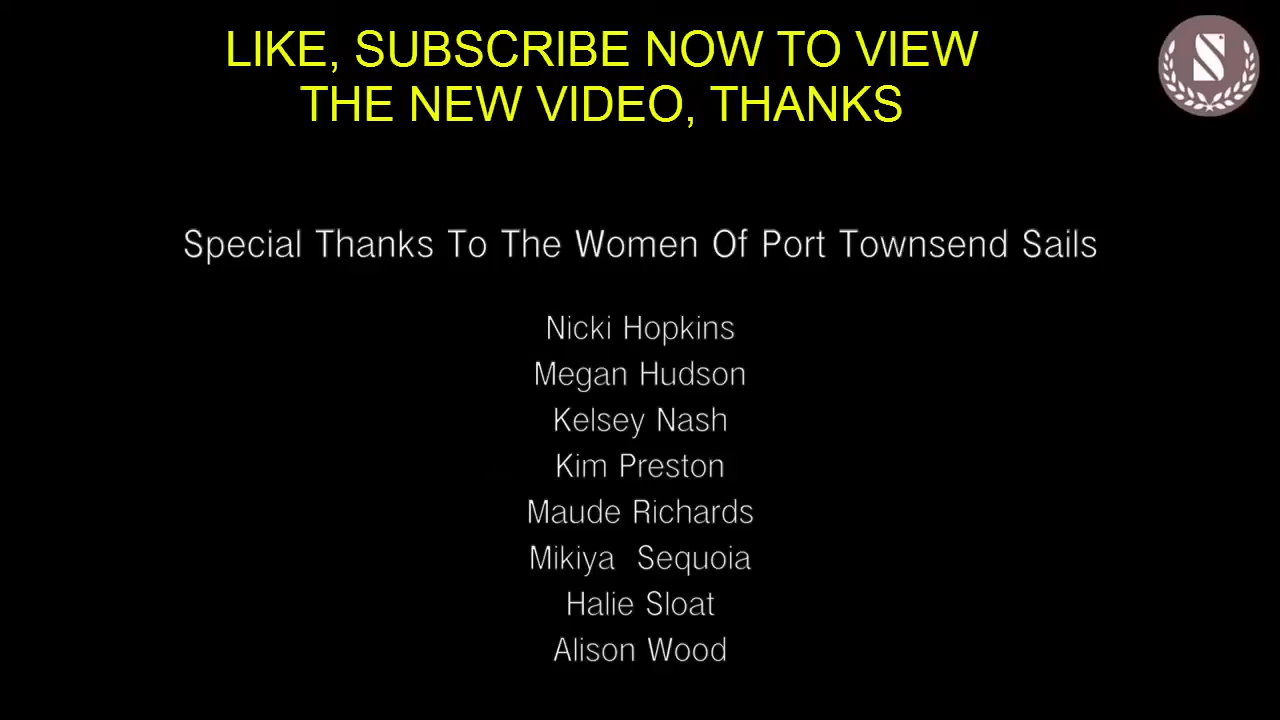 LIKE, SUBSCRIBE NOW TO VIEW
THE NEW VIDEO, THANKS
Special Thanks To The Women Of Port Townsend Sails
Nicki Hopkins
Megan Hudson
Kelsey Nash
Kim Preston
Maude Richards
Mikiya  Sequoia
Halie Sloat
Alison Wood